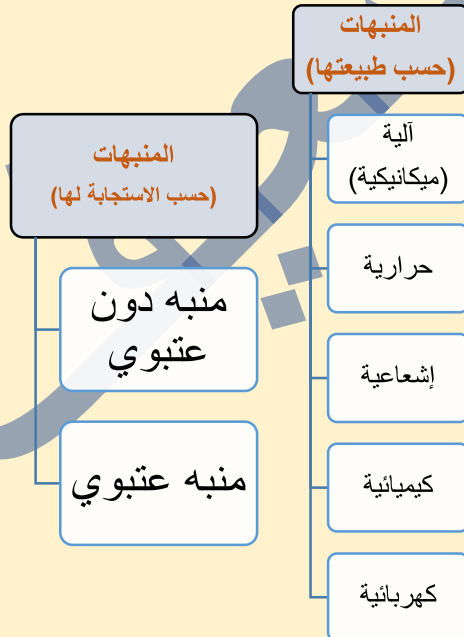 المنبهات
(حسب طبيعتها)
آلية
(ميكانيكية)
حرارية
إشعاعية
كيميائية
كهربائية
المنبهات
(حسب الاستجابة لها)
منبه دون
عتبوي
منبه عتبوي